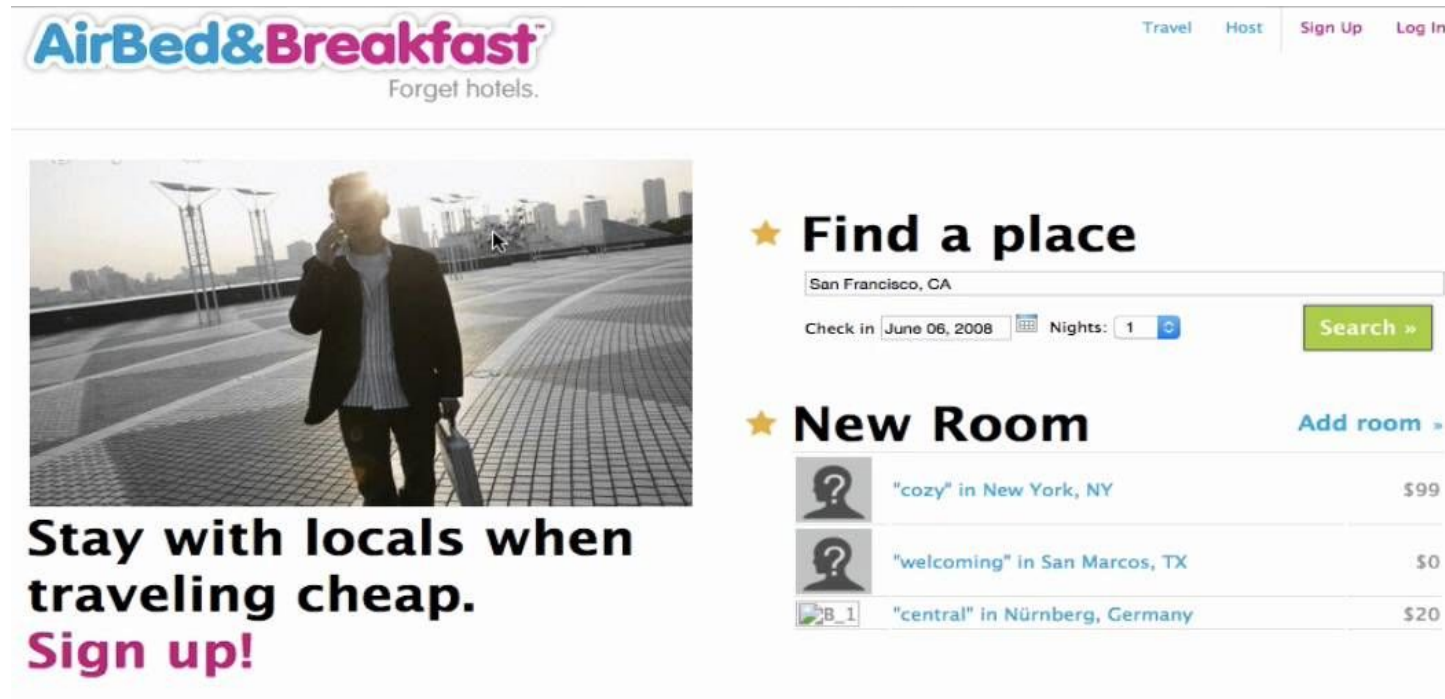 AirBed&Breakfast™
Forget hotels.
Travel Host Sign Up Log In
Stay with locals when
traveling cheap.
Sign up!
Find a place
San Francisco, CA
Check in June 06, 2008 Nights: 1
Search »
New Room Add room »
"cozy" in New York, NY $99
"welcoming" in San Marcos, TX $0
B_1 "central" in Nürnberg, Germany $20